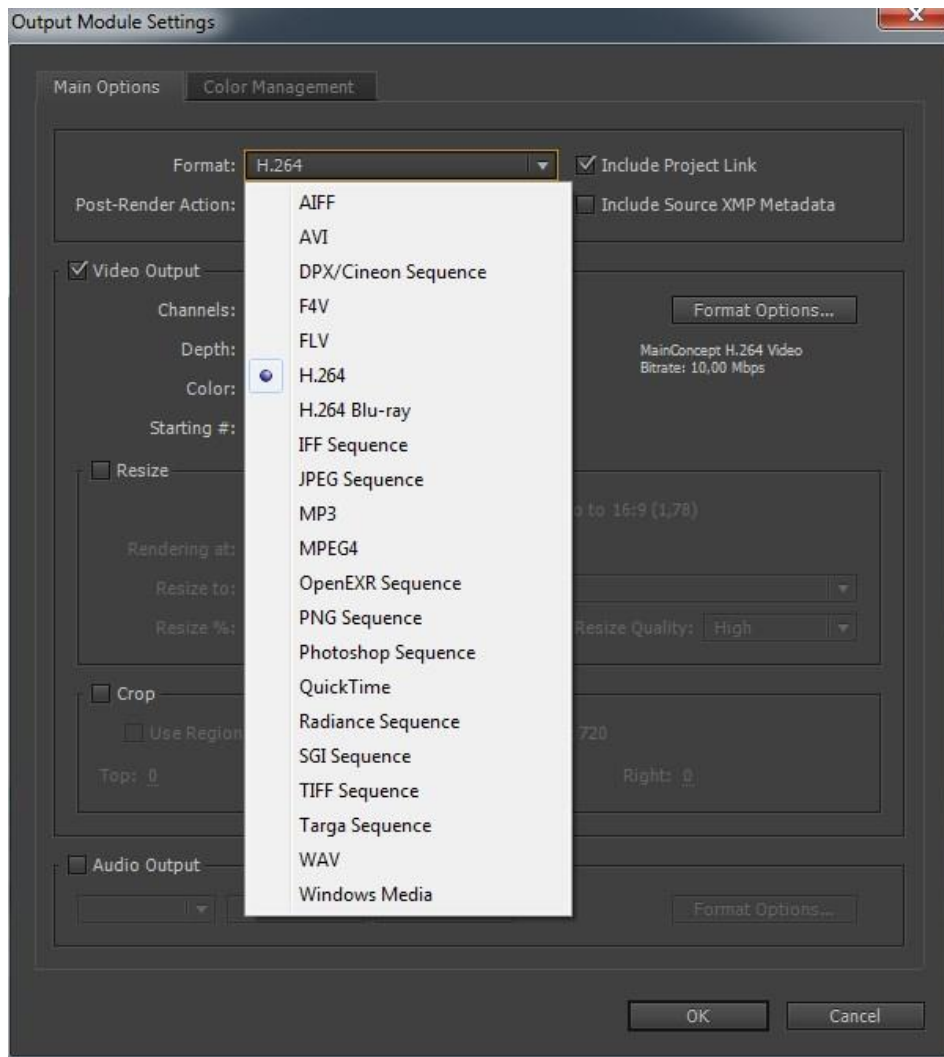 Output Module Settings
Main Options
Color Management
Format: H.264
Include Project Link
Post-Render Action:
Include Source XMP Metadata
AIFF
AVI
DPX/Cineon Sequence
F4V
FLV
H.264
H.264 Blu-ray
IFF Sequence
JPEG Sequence
MP3
MPEG4
OpenEXR Sequence
PNG Sequence
Photoshop Sequence
QuickTime
Radiance Sequence
SGI Sequence
TIFF Sequence
Targa Sequence
WAV
Windows Media
Video Output
Channels:
Format Options...
Depth:
MainConcept H.264 Video
Bitrate: 10,00 Mbps
Color:
Starting #:
Resize
to 16:9 (1,78)
Rendering at:
Resize to:
Resize %:
Resize Quality: High
Crop
Use Region
720
Top: 0
Right: 0
Audio Output
Format Options...
OK
Cancel